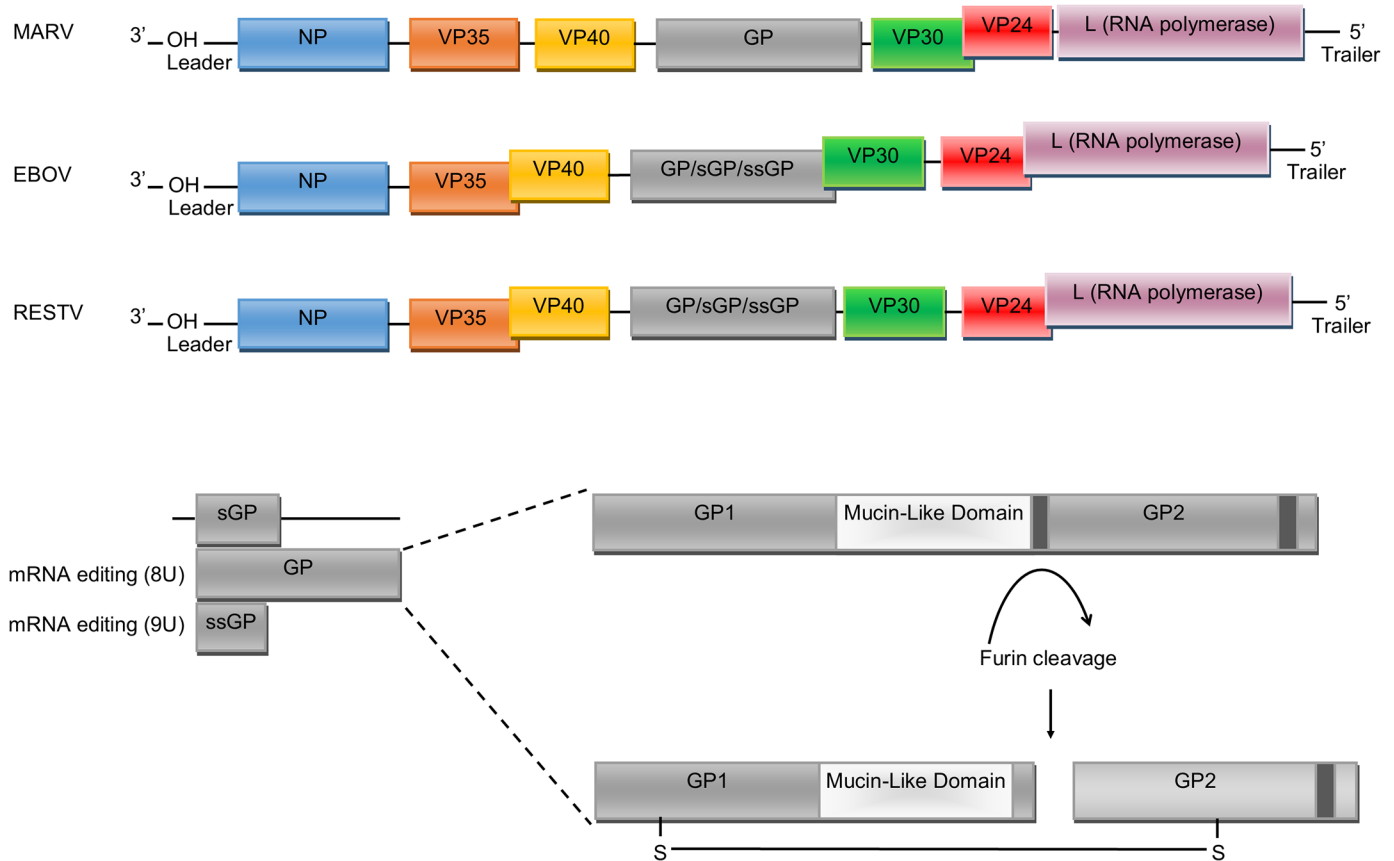 MARV 3’ OH Leader NP VP35 VP40 GP VP30 VP24 L (RNA polymerase) 5’ Trailer
EBOV 3’ OH Leader NP VP35 VP40 GP/sGP/ssGP VP30 VP24 L (RNA polymerase) 5’ Trailer
RESTV 3’ OH Leader NP VP35 VP40 GP/sGP/ssGP VP30 VP24 L (RNA polymerase) 5’ Trailer
sGP
mRNA editing (8U) GP
mRNA editing (9U) ssGP
GP1 Mucin-Like Domain GP2
Furin cleavage
GP1 Mucin-Like Domain GP2
S S